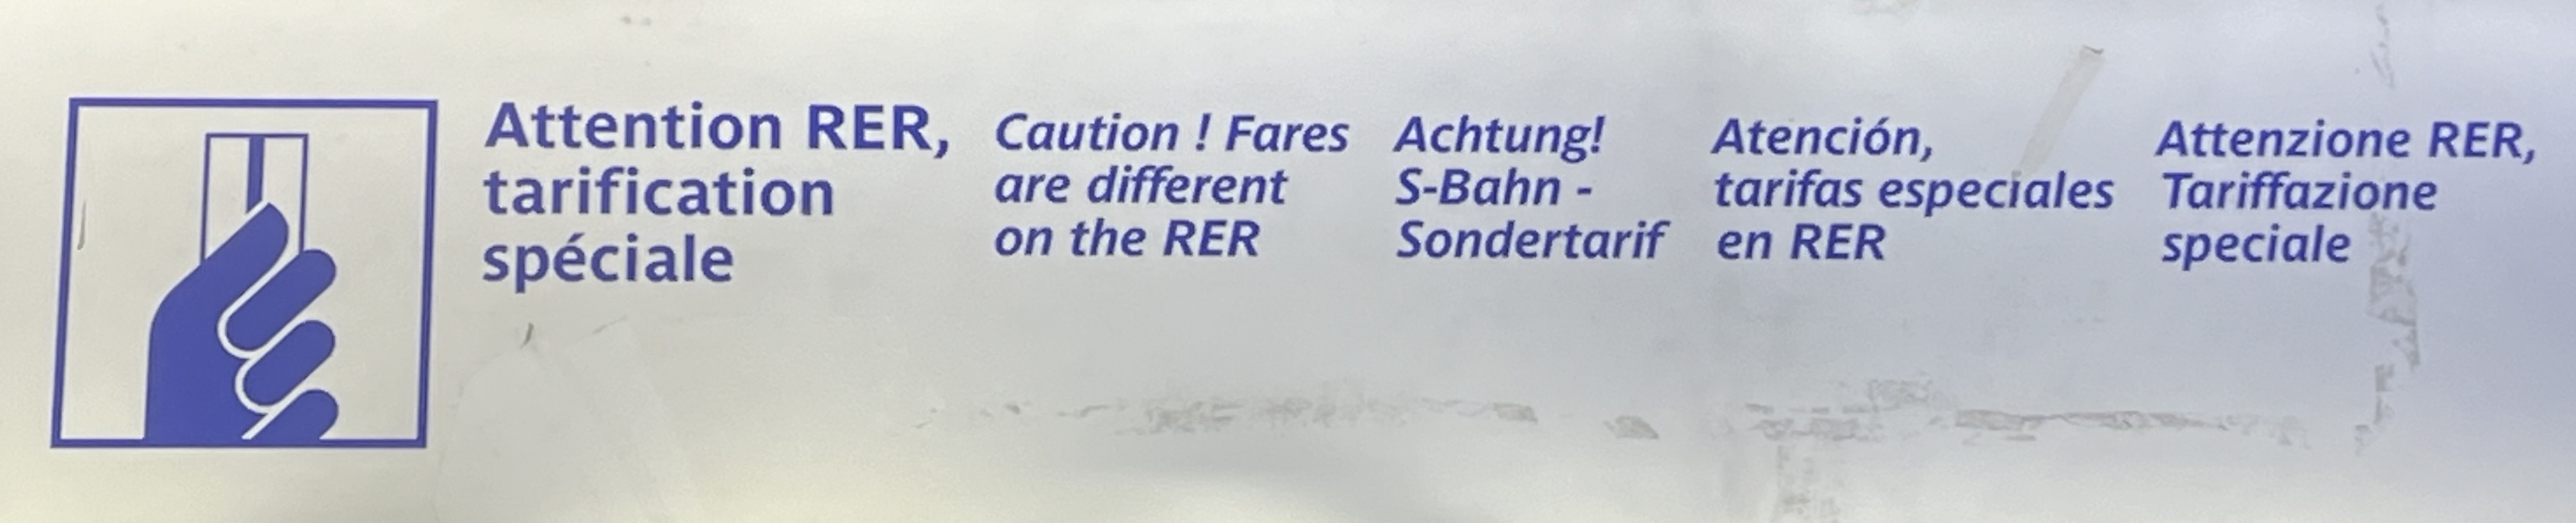 Attention RER,
tarification
spéciale
Caution ! Fares
are different
on the RER
Achtung!
S-Bahn -
Sondertarif
Atención,
tarifas especiales
en RER
Attenzione RER,
Tariffazione
speciale